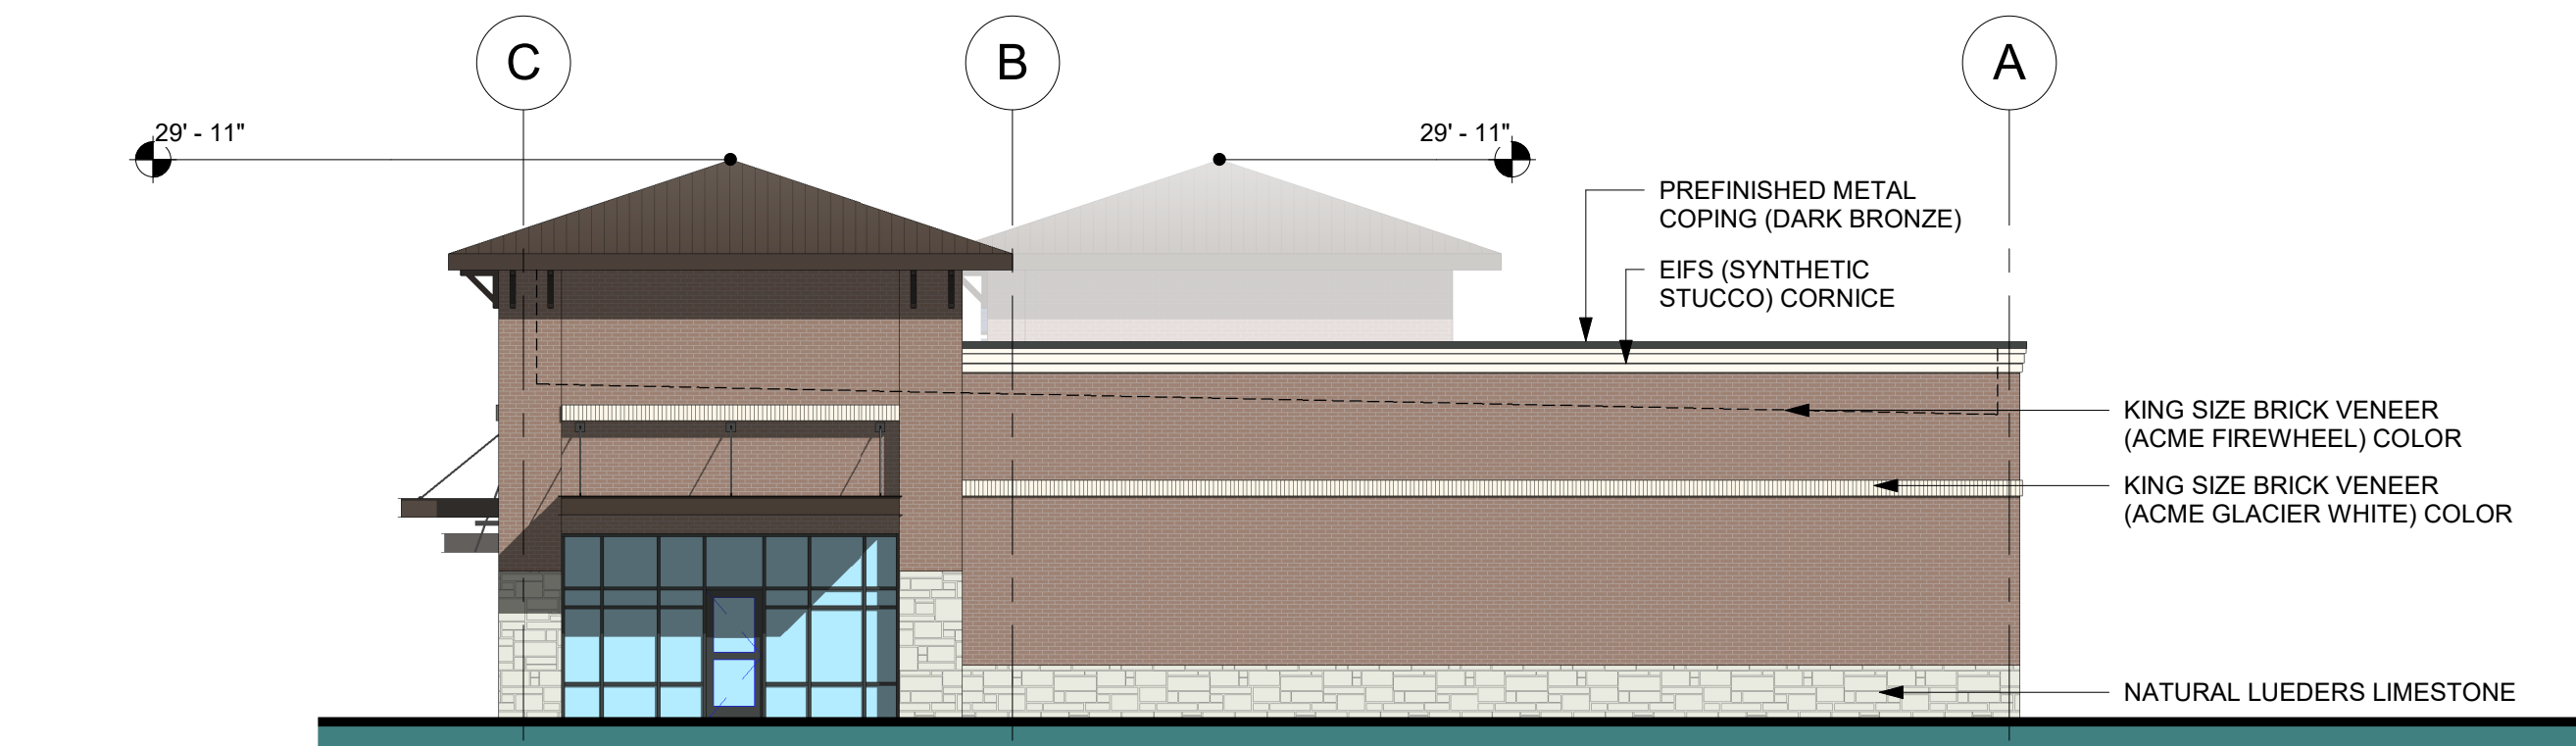 C
B
A
29' - 11"
29' - 11"
PREFINISHED METAL
COPING (DARK BRONZE)
EIFS (SYNTHETIC
STUCCO) CORNICE
KING SIZE BRICK VENEER
(ACME FIREWHEEL) COLOR
KING SIZE BRICK VENEER
(ACME GLACIER WHITE) COLOR
NATURAL LUEDERS LIMESTONE